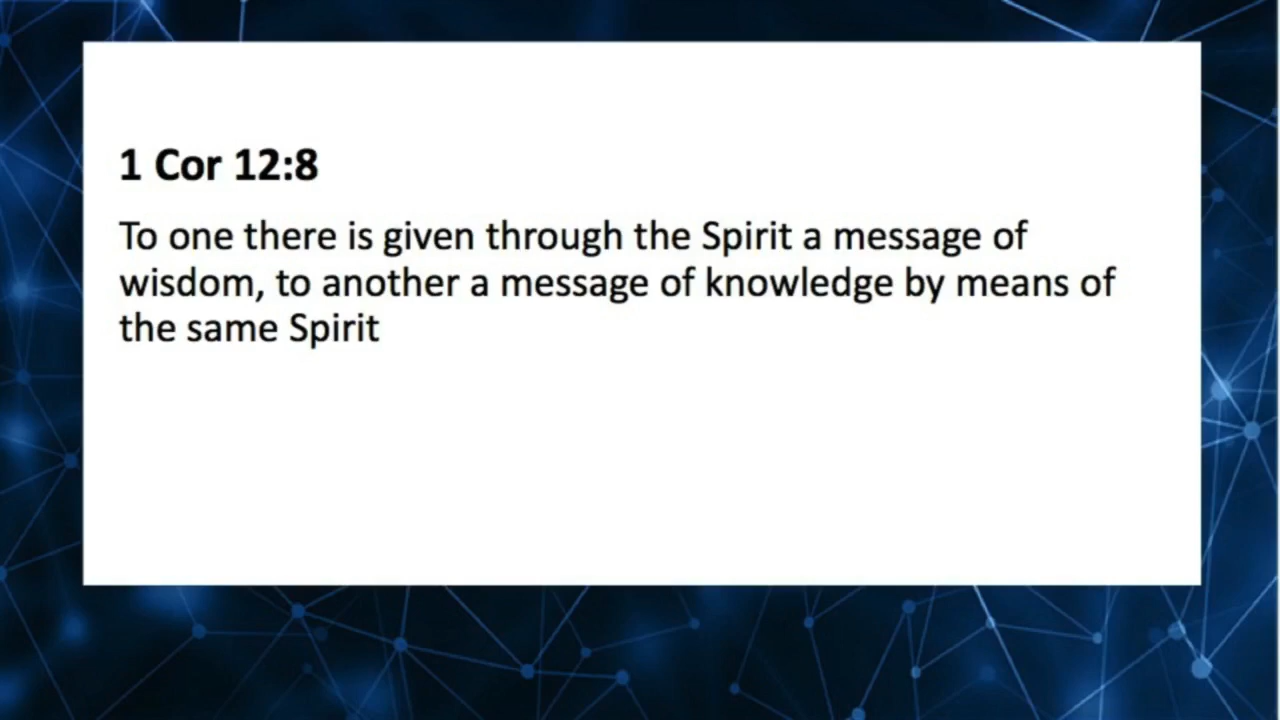 1 Cor 12:8
To one there is given through the Spirit a message of
wisdom, to another a message of knowledge by means of
the same Spirit